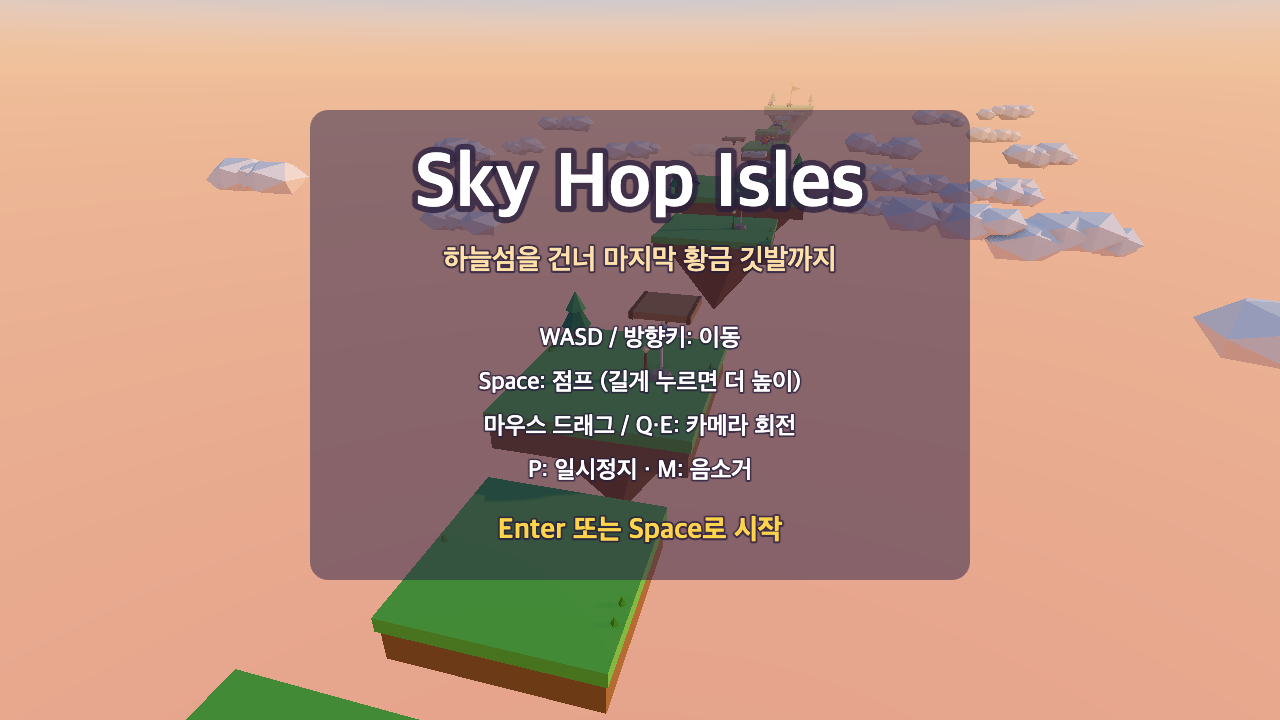 Sky Hop Isles
하늘섬을 건너 마지막 황금 깃발까지
WASD / 방향키: 이동
Space: 점프 (길게 누르면 더 높이)
마우스 드래그 / Q·E: 카메라 회전
P: 일시정지 · M: 음소거
Enter 또는 Space로 시작